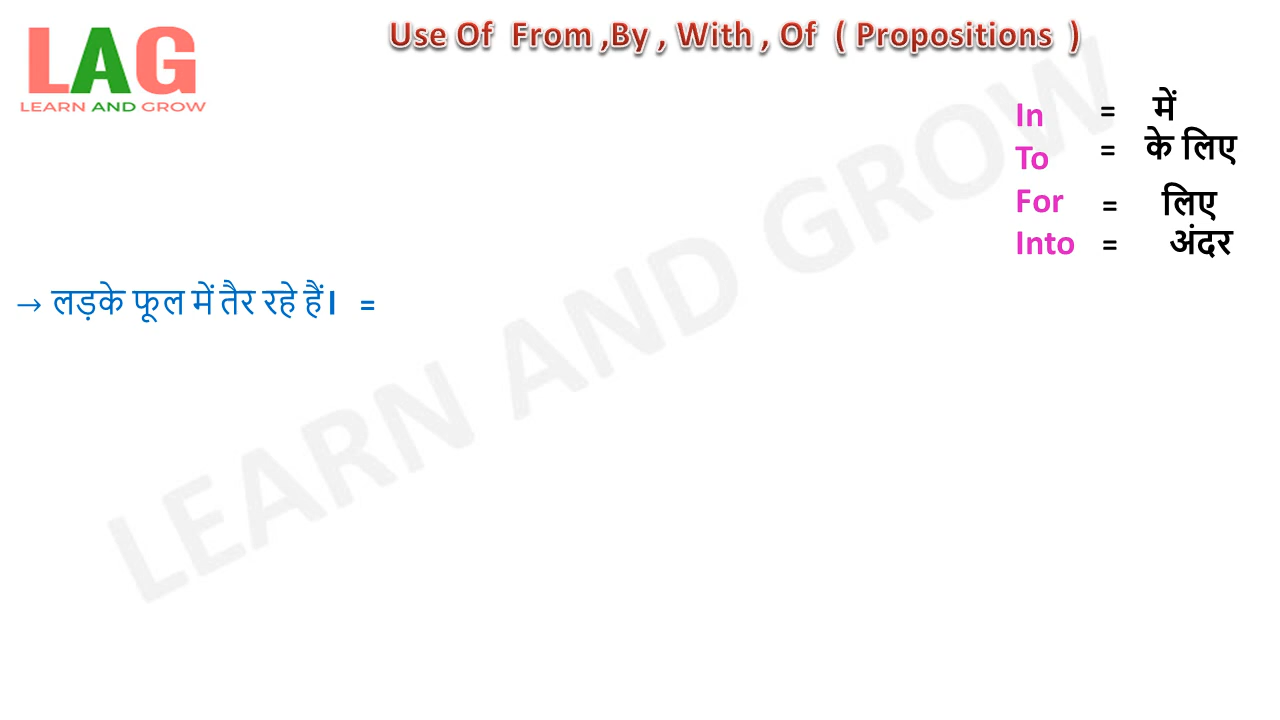 LAG
LEARN AND GROW
Use Of From ,By , With , Of ( Propositions )
In = में
To = के लिए
For = लिए
Into = अंदर
→ लड़के फूल में तैर रहे हैं। =
LEARN AND GROW